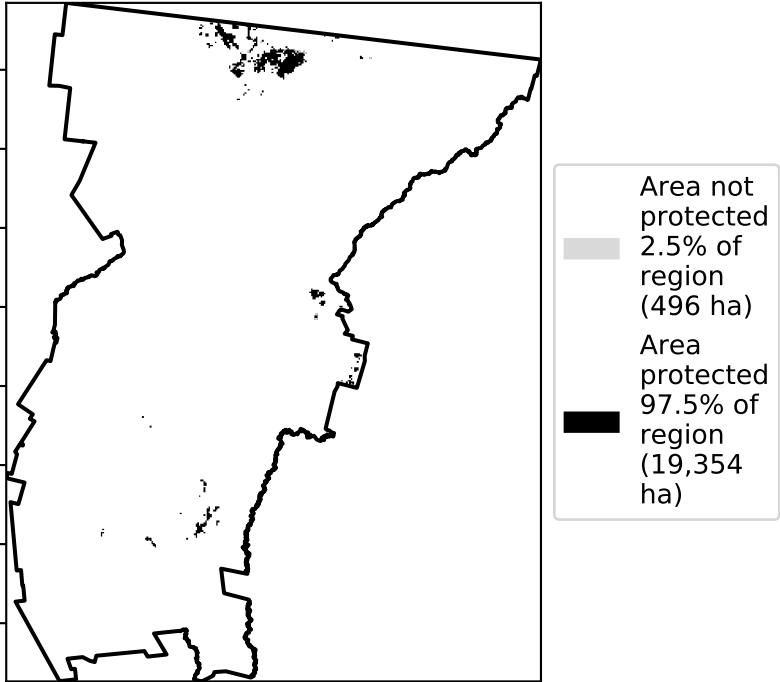 Area not
protected
2.5% of
region
(496 ha)
Area
protected
97.5% of
region
(19,354
ha)